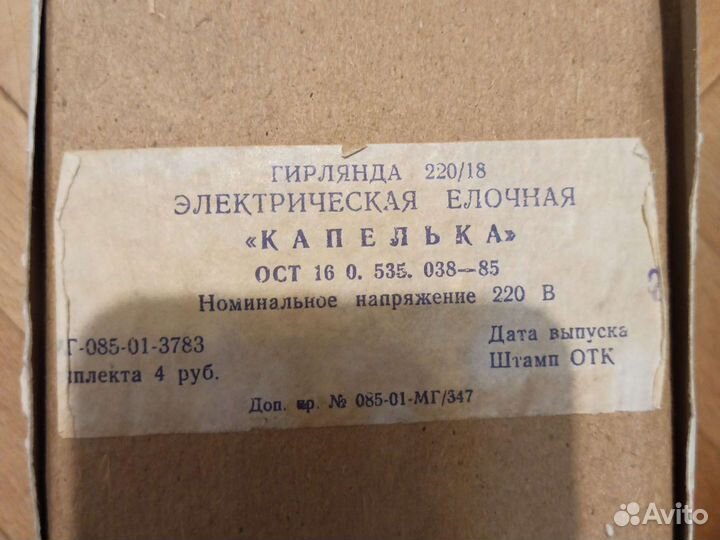 ГИРЛЯНДА 220/18
ЭЛЕКТРИЧЕСКАЯ ЕЛОЧНАЯ
«КАПЕЛЬКА»
ОСТ 16 0. 535. 038—85
Номинальное напряжение 220 В
Г-085-01-3783
плекта 4 руб.
Дата выпуска
Штамп ОТК
Доп. пр. № 085-01-МГ/347
Avito